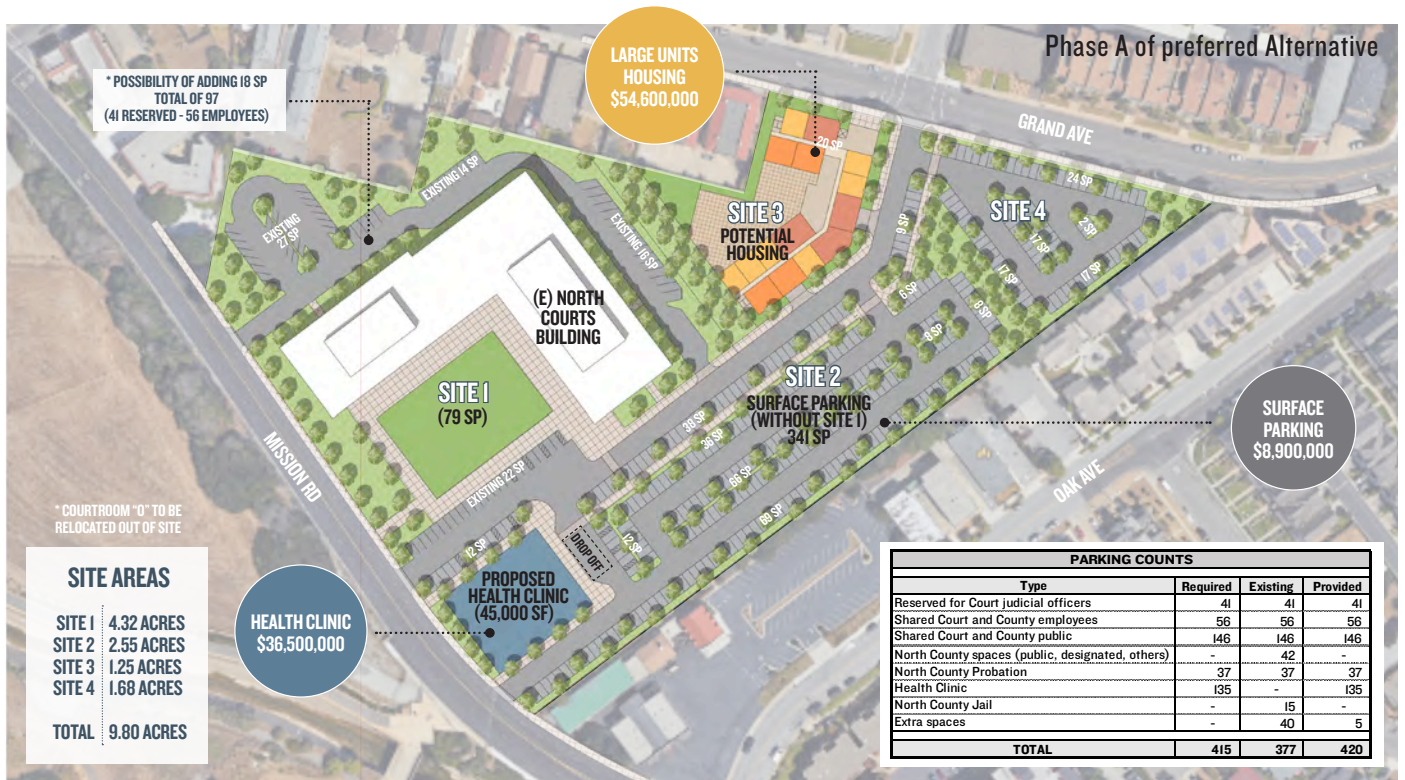 Phase A of preferred Alternative
LARGE UNITS
HOUSING
$54,600,000
* POSSIBILITY OF ADDING 18 SP
TOTAL OF 97
(41 RESERVED - 56 EMPLOYEES)
GRAND AVE
20 SP
EXISTING 14 SP
EXISTING
27 SP
EXISTING 16 SP
24 SP
SITE 3
POTENTIAL
HOUSING
SITE 4
9 SP
2 SP
17 SP
17 SP
17 SP
6 SP
8 SP
8 SP
(E) NORTH
COURTS
BUILDING
SITE 1
(79 SP)
SITE 2
SURFACE PARKING
(WITHOUT SITE 1)
341 SP
38 SP
36 SP
66 SP
69 SP
SURFACE
PARKING
$8,900,000
OAK AVE
MISSION RD
EXISTING 22 SP
12 SP
12 SP
DROP OFF
PROPOSED
HEALTH CLINIC
(45,000 SF)
HEALTH CLINIC
$36,500,000
* COURTROOM "O" TO BE
RELOCATED OUT OF SITE
SITE AREAS
SITE 1 4.32 ACRES
SITE 2 2.55 ACRES
SITE 3 1.25 ACRES
SITE 4 1.68 ACRES
TOTAL 9.80 ACRES
PARKING COUNTS
Type Required Existing Provided
Reserved for Court judicial officers 41 41 41
Shared Court and County employees 56 56 56
Shared Court and County public 146 146 146
North County spaces (public, designated, others) - 42 -
North County Probation 37 37 37
Health Clinic 135 - 135
North County Jail - 15 -
Extra spaces - 40 5
TOTAL 415 377 420